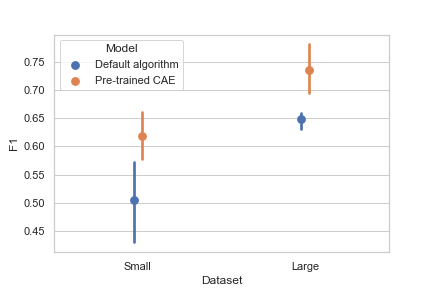 Model
Default algorithm
Pre-trained CAE
0.75
0.70
0.65
0.60
0.55
0.50
0.45
F1
Small
Large
Dataset